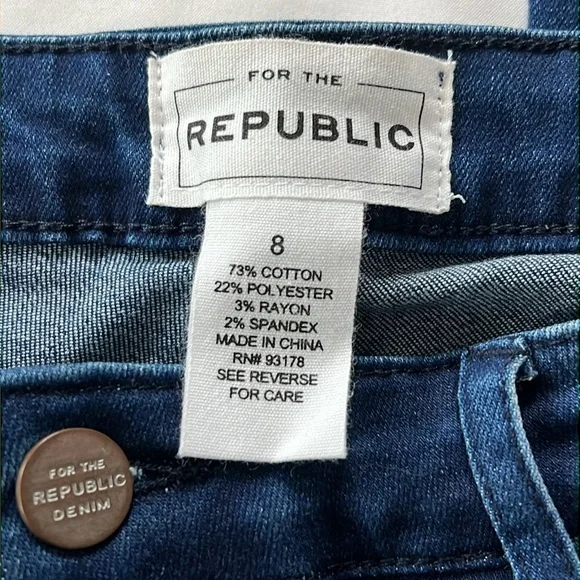 FOR THE
REPUBLIC
8
73% COTTON
22% POLYESTER
3% RAYON
2% SPANDEX
MADE IN CHINA
RN# 93178
SEE REVERSE
FOR CARE
FOR THE
REPUBLIC
DENIM